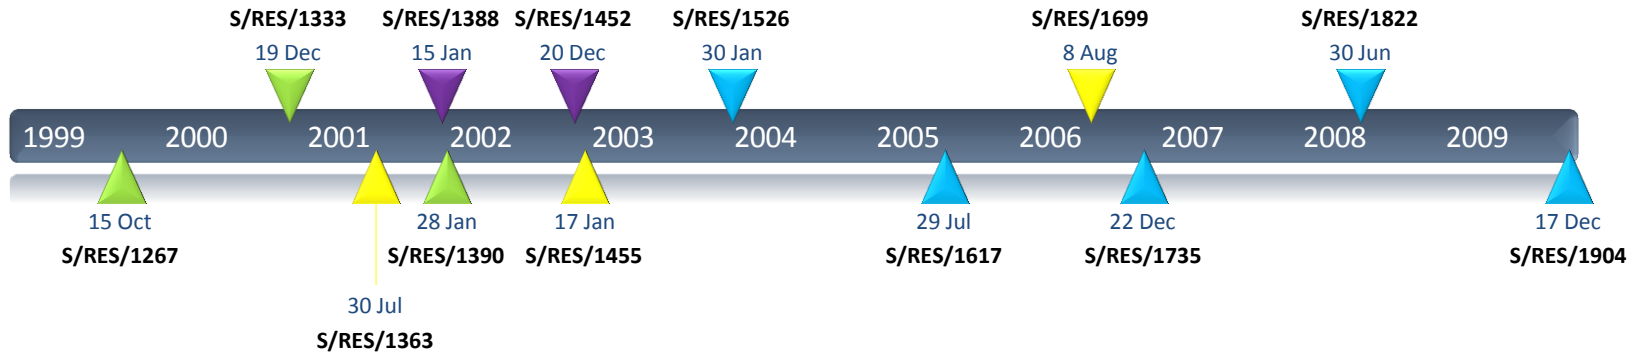 S/RES/1333 S/RES/1388 S/RES/1452 S/RES/1526 S/RES/1699 S/RES/1822
19 Dec 15 Jan 20 Dec 30 Jan 8 Aug 30 Jun
1999 2000 2001 2002 2003 2004 2005 2006 2007 2008 2009
15 Oct 28 Jan 17 Jan 29 Jul 22 Dec 17 Dec
S/RES/1267 S/RES/1390 S/RES/1455 S/RES/1617 S/RES/1735 S/RES/1904
30 Jul
S/RES/1363